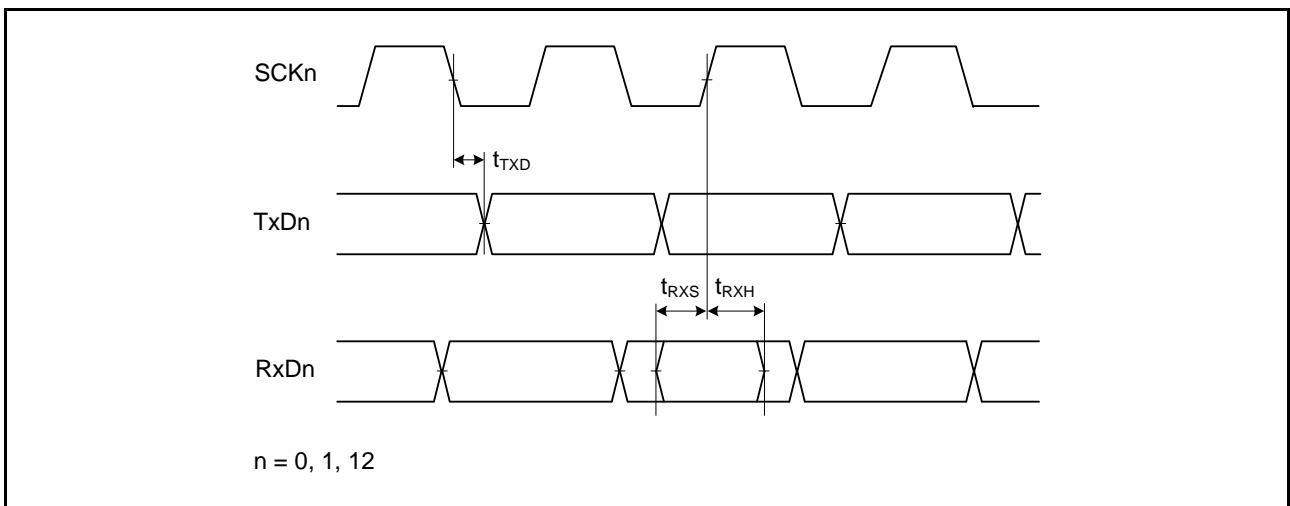 SCKn
tTXD
TxDn
tRXS tRXH
RxDn
n = 0, 1, 12